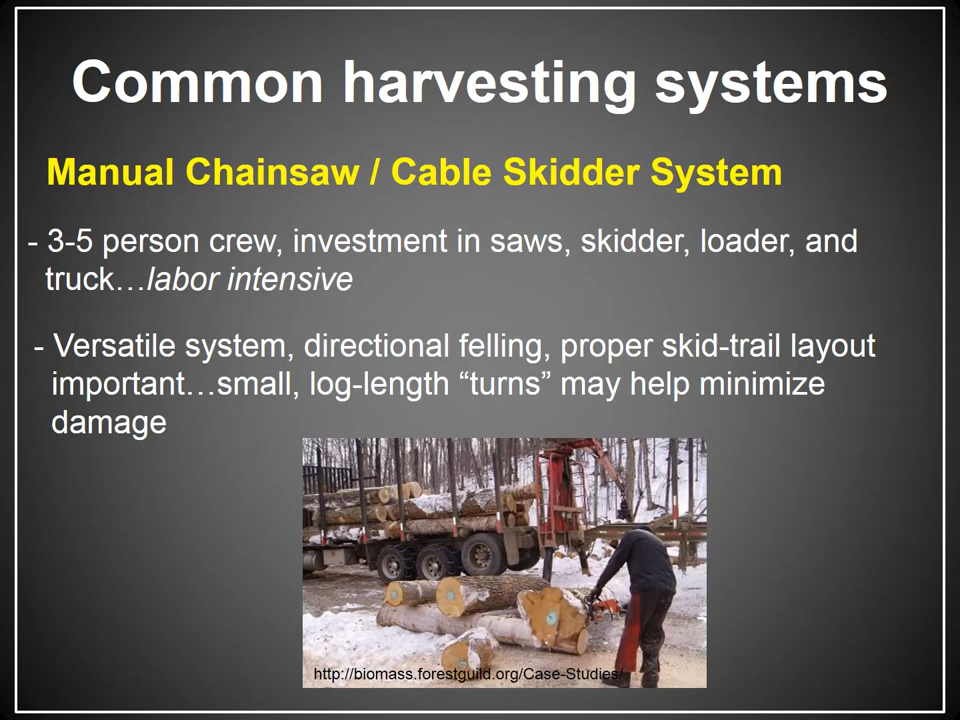 Common harvesting systems
Manual Chainsaw / Cable Skidder System
- 3-5 person crew, investment in saws, skidder, loader, and
truck…labor intensive
- Versatile system, directional felling, proper skid-trail layout
important…small, log-length “turns” may help minimize
damage
http://biomass.forestguild.org/Case-Studies/